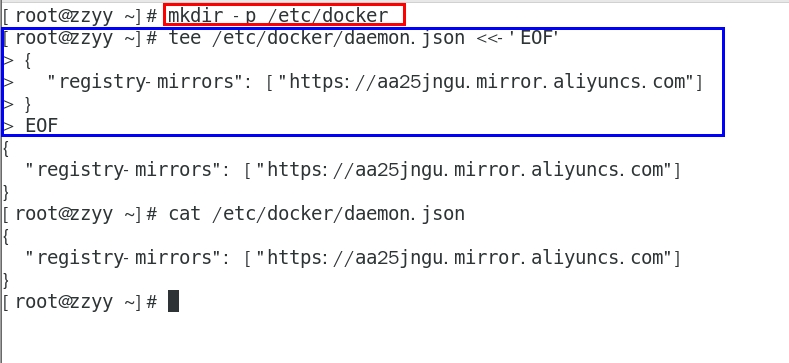 [root@zzyy ~]# mkdir -p /etc/docker
[root@zzyy ~]# tee /etc/docker/daemon.json <<-'EOF'
> {
>   "registry-mirrors": ["https://aa25jngu.mirror.aliyuncs.com"]
> }
> EOF
{
  "registry-mirrors": ["https://aa25jngu.mirror.aliyuncs.com"]
}
[root@zzyy ~]# cat /etc/docker/daemon.json
{
  "registry-mirrors": ["https://aa25jngu.mirror.aliyuncs.com"]
}
[root@zzyy ~]#